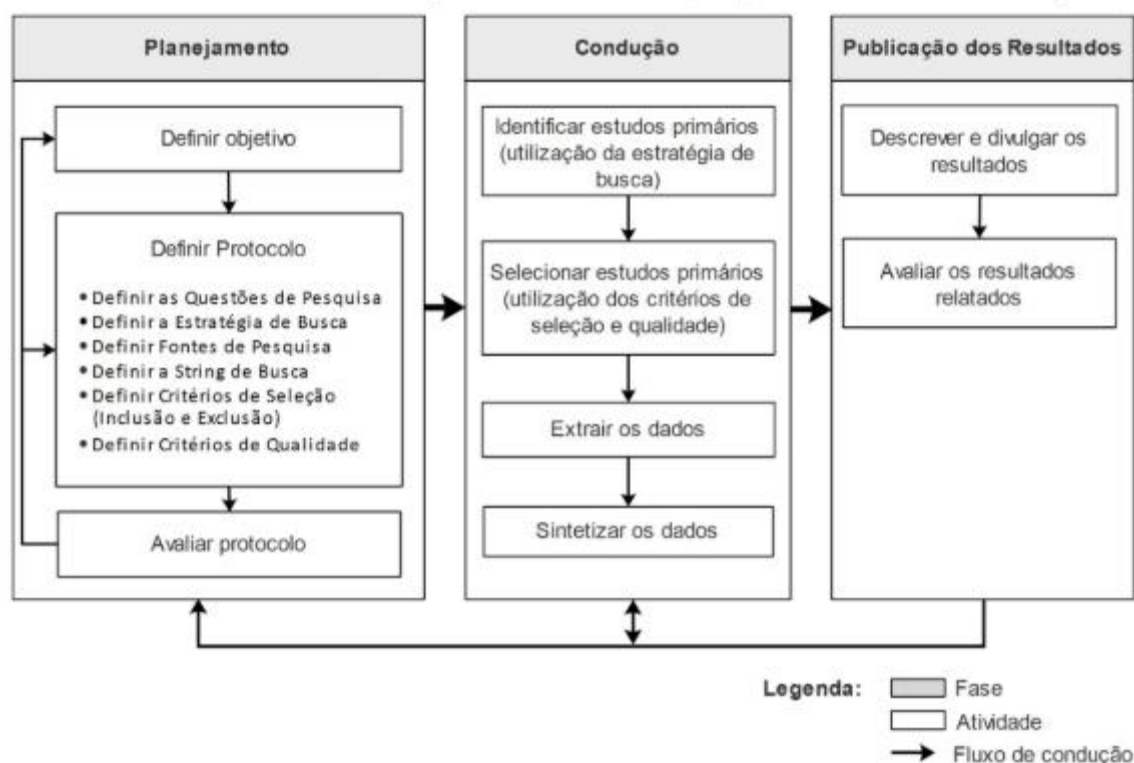 Planejamento
Definir objetivo
Definir Protocolo
• Definir as Questões de Pesquisa
• Definir a Estratégia de Busca
• Definir Fontes de Pesquisa
• Definir a String de Busca
• Definir Critérios de Seleção
(Inclusão e Exclusão)
• Definir Critérios de Qualidade
Avaliar protocolo
Condução
Identificar estudos primários
(utilização da estratégia de
busca)
Selecionar estudos primários
(utilização dos critérios de
seleção e qualidade)
Extrair os dados
Sintetizar os dados
Publicação dos Resultados
Descrever e divulgar os
resultados
Avaliar os resultados
relatados
Legenda:
Fase
Atividade
Fluxo de condução